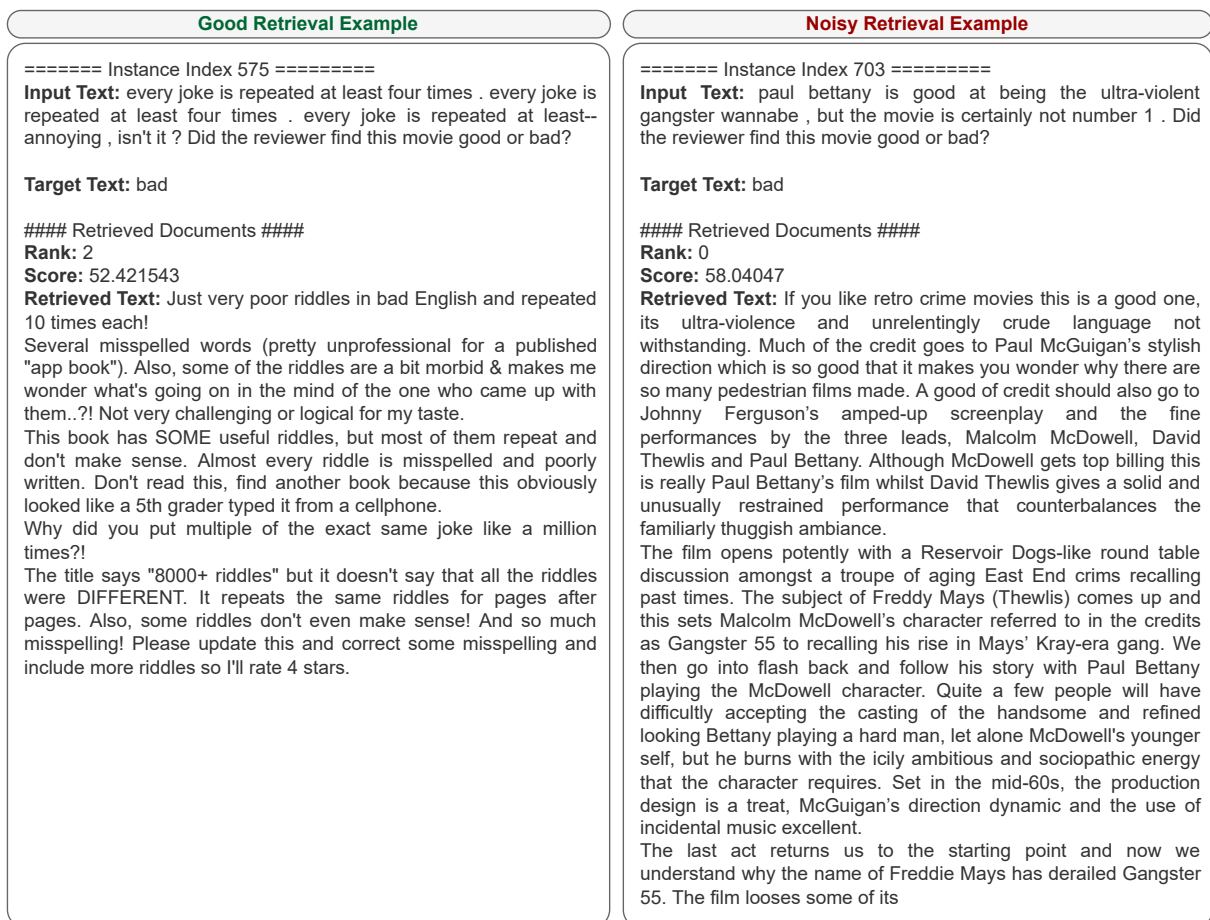 Good Retrieval Example
======= Instance Index 575 =========
Input Text: every joke is repeated at least four times . every joke is
repeated at least four times . every joke is repeated at least--
annoying , isn't it ? Did the reviewer find this movie good or bad?
Target Text: bad
#### Retrieved Documents ####
Rank: 2
Score: 52.421543
Retrieved Text: Just very poor riddles in bad English and repeated
10 times each!
Several misspelled words (pretty unprofessional for a published
"app book"). Also, some of the riddles are a bit morbid & makes me
wonder what's going on in the mind of the one who came up with
them..?! Not very challenging or logical for my taste.
This book has SOME useful riddles, but most of them repeat and
don't make sense. Almost every riddle is misspelled and poorly
written. Don't read this, find another book because this obviously
looked like a 5th grader typed it from a cellphone.
Why did you put multiple of the exact same joke like a million
times?!
The title says "8000+ riddles" but it doesn't say that all the riddles
were DIFFERENT. It repeats the same riddles for pages after
pages. Also, some riddles don't even make sense! And so much
misspelling! Please update this and correct some misspelling and
include more riddles so I'll rate 4 stars.
Noisy Retrieval Example
======= Instance Index 703 =========
Input Text: paul bettany is good at being the ultra-violent
gangster wannabe , but the movie is certainly not number 1 . Did
the reviewer find this movie good or bad?
Target Text: bad
#### Retrieved Documents ####
Rank: 0
Score: 58.04047
Retrieved Text: If you like retro crime movies this is a good one,
its ultra-violence and unrelentingly crude language not
withstanding. Much of the credit goes to Paul McGuigan’s stylish
direction which is so good that it makes you wonder why there are
so many pedestrian films made. A good of credit should also go to
Johnny Ferguson’s amped-up screenplay and the fine
performances by the three leads, Malcolm McDowell, David
Thewlis and Paul Bettany. Although McDowell gets top billing this
is really Paul Bettany’s film whilst David Thewlis gives a solid and
unusually restrained performance that counterbalances the
familiarly thuggish ambiance.
The film opens potently with a Reservoir Dogs-like round table
discussion amongst a troupe of aging East End crims recalling
past times. The subject of Freddy Mays (Thewlis) comes up and
this sets Malcolm McDowell’s character referred to in the credits
as Gangster 55 to recalling his rise in Mays’ Kray-era gang. We
then go into flash back and follow his story with Paul Bettany
playing the McDowell character. Quite a few people will have
difficultly accepting the casting of the handsome and refined
looking Bettany playing a hard man, let alone McDowell's younger
self, but he burns with the icily ambitious and sociopathic energy
that the character requires. Set in the mid-60s, the production
design is a treat, McGuigan’s direction dynamic and the use of
incidental music excellent.
The last act returns us to the starting point and now we
understand why the name of Freddie Mays has derailed Gangster
55. The film looses some of its